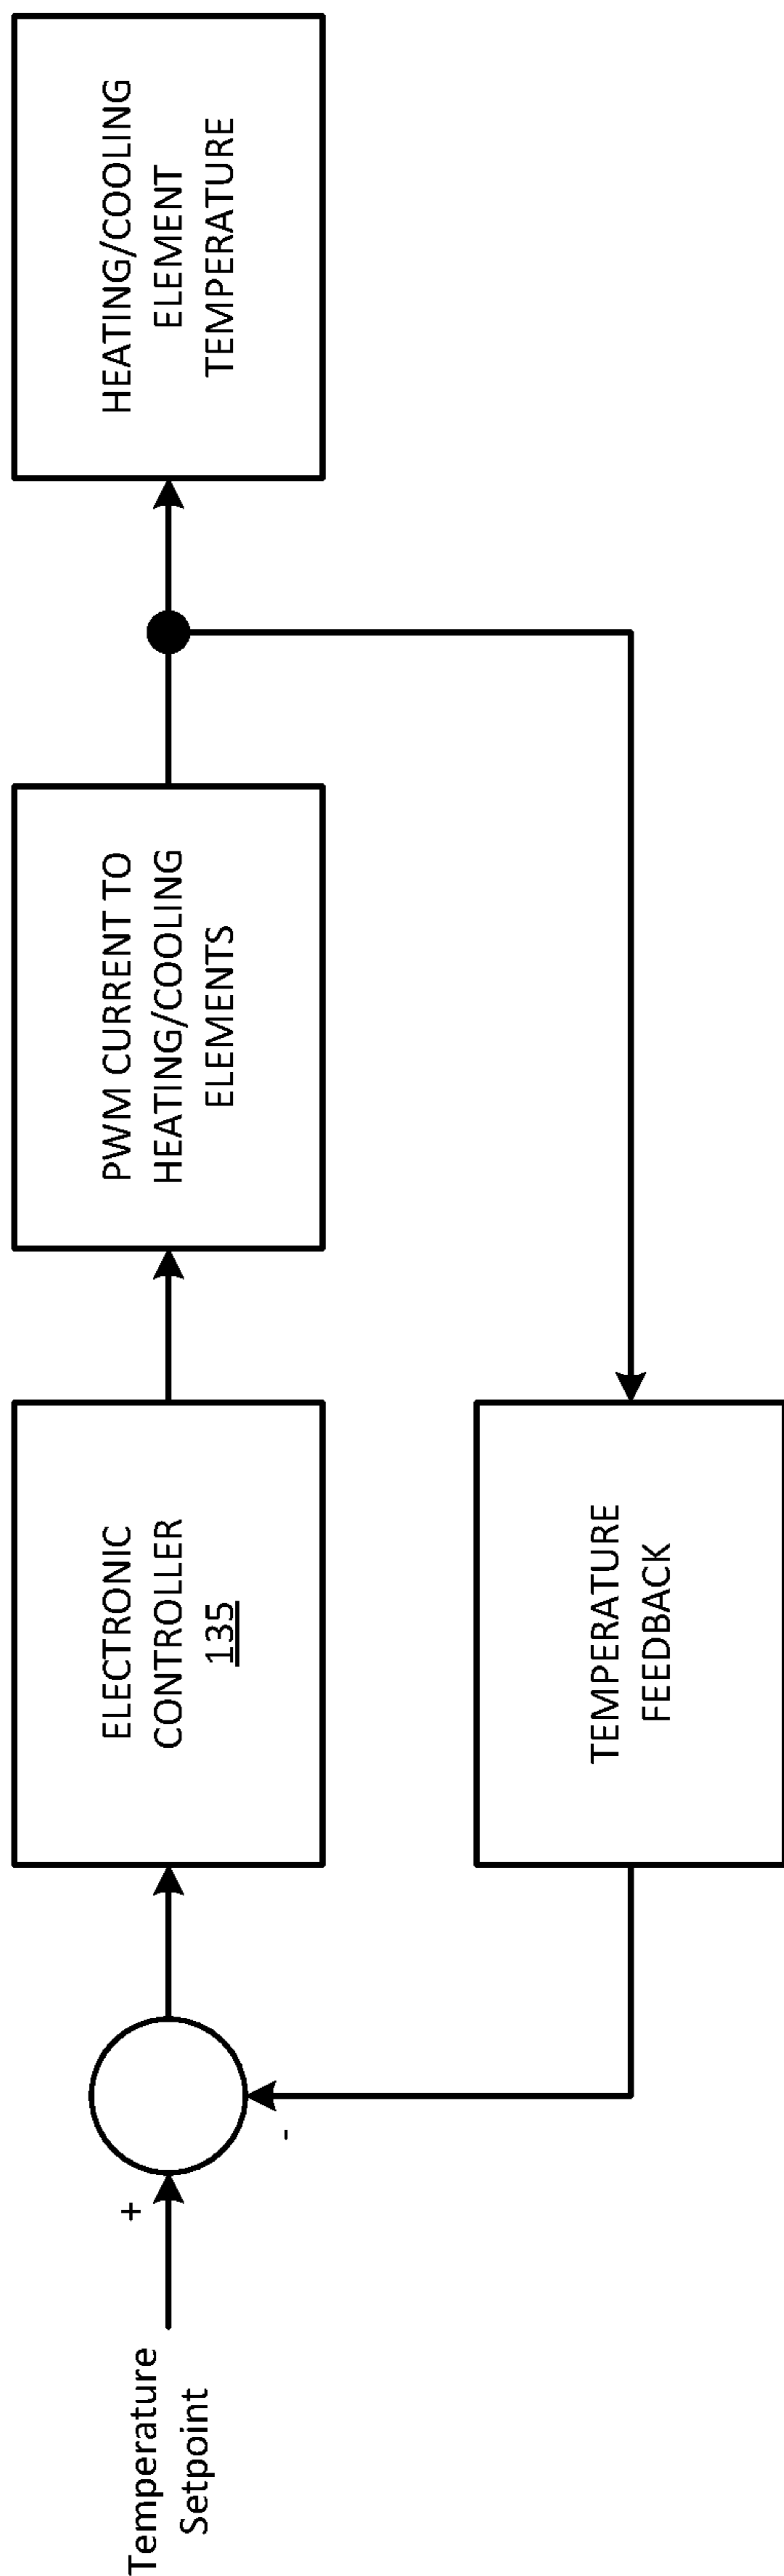 Temperature
Setpoint
+
-
ELECTRONIC
CONTROLLER
135
PWM CURRENT TO
HEATING/COOLING
ELEMENTS
HEATING/COOLING
ELEMENT
TEMPERATURE
TEMPERATURE
FEEDBACK